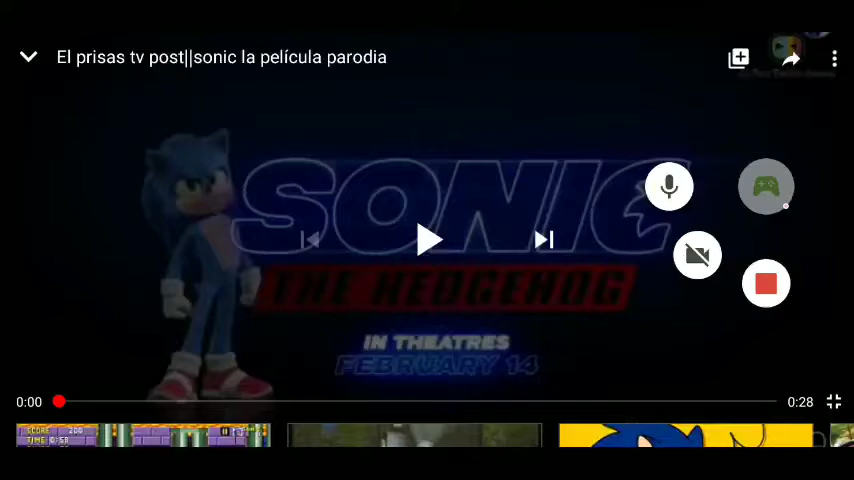 El prisas tv post||sonic la película parodia
SONIC
THE HEDGEHOG
IN THEATRES
FEBRUARY 14
0:00
0:28
SCORE 200
TIME 0:58